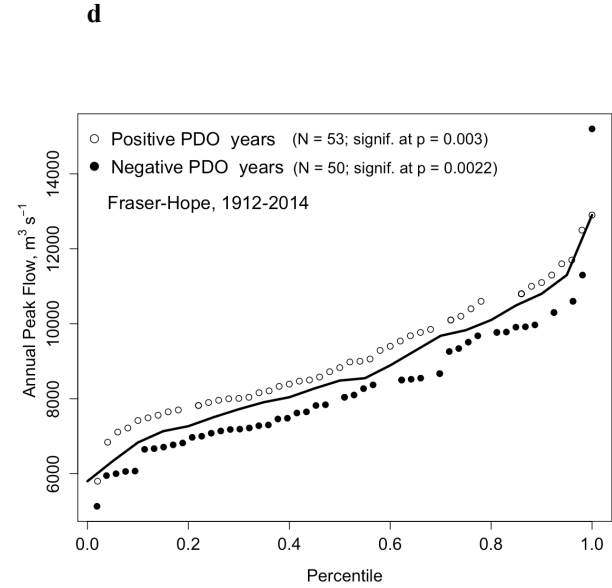 d
Positive PDO years (N = 53; signif. at p = 0.003)
Negative PDO years (N = 50; signif. at p = 0.0022)
Fraser-Hope, 1912-2014
Annual Peak Flow, m³ s⁻¹
14000
12000
10000
8000
6000
0.0 0.2 0.4 0.6 0.8 1.0
Percentile